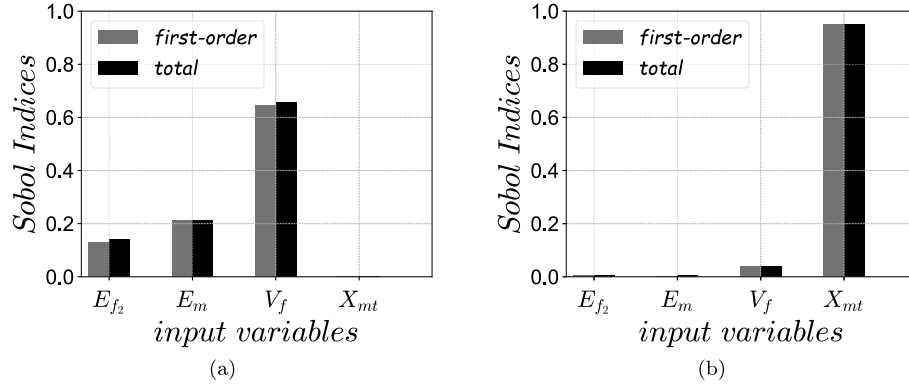 1.0
0.8
0.6
0.4
0.2
0.0
Sobol Indices
first-order
total
E_{f_2} E_m V_f X_{mt}
input variables
(a)
1.0
0.8
0.6
0.4
0.2
0.0
Sobol Indices
first-order
total
E_{f_2} E_m V_f X_{mt}
input variables
(b)